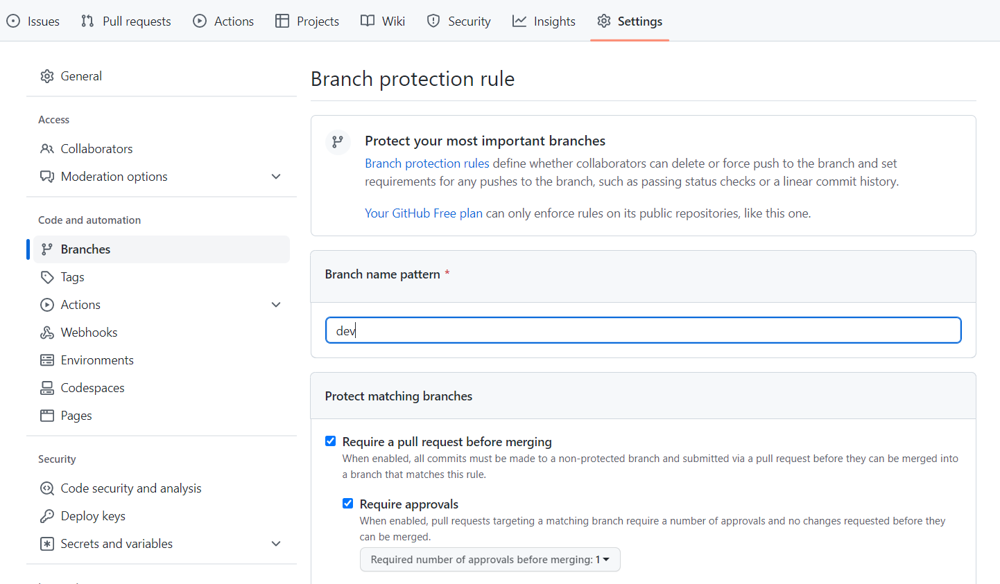 Issues Pull requests Actions Projects Wiki Security Insights Settings
General
Access
Collaborators
Moderation options
Code and automation
Branches
Tags
Actions
Webhooks
Environments
Codespaces
Pages
Security
Code security and analysis
Deploy keys
Secrets and variables
Branch protection rule
Protect your most important branches
Branch protection rules define whether collaborators can delete or force push to the branch and set
requirements for any pushes to the branch, such as passing status checks or a linear commit history.
Your GitHub Free plan can only enforce rules on its public repositories, like this one.
Branch name pattern *
dev
Protect matching branches
Require a pull request before merging
When enabled, all commits must be made to a non-protected branch and submitted via a pull request before they can be merged into
a branch that matches this rule.
Require approvals
When enabled, pull requests targeting a matching branch require a number of approvals and no changes requested before they
can be merged.
Required number of approvals before merging: 1